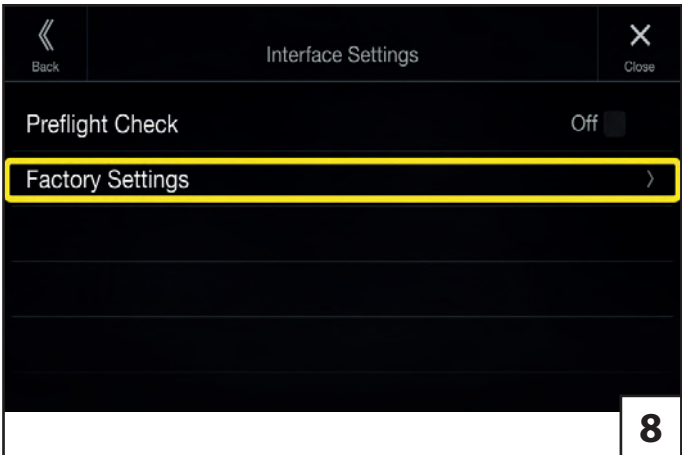 Back
Interface Settings
Close
Preflight Check Off
Factory Settings
8